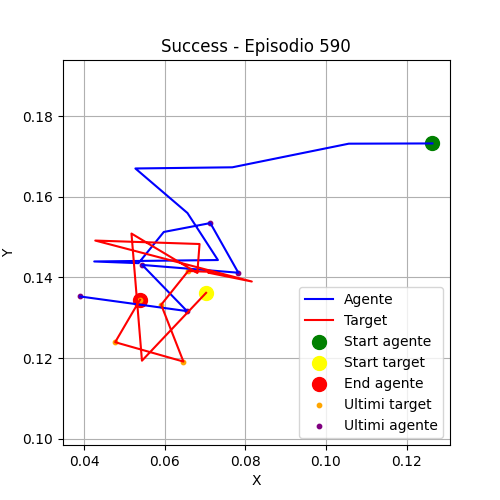 Success - Episodio 590
0.18
0.16
0.14
0.12
0.10
Y
0.04
0.06
0.08
0.10
0.12
X
Agente
Target
Start agente
Start target
End agente
Ultimi target
Ultimi agente